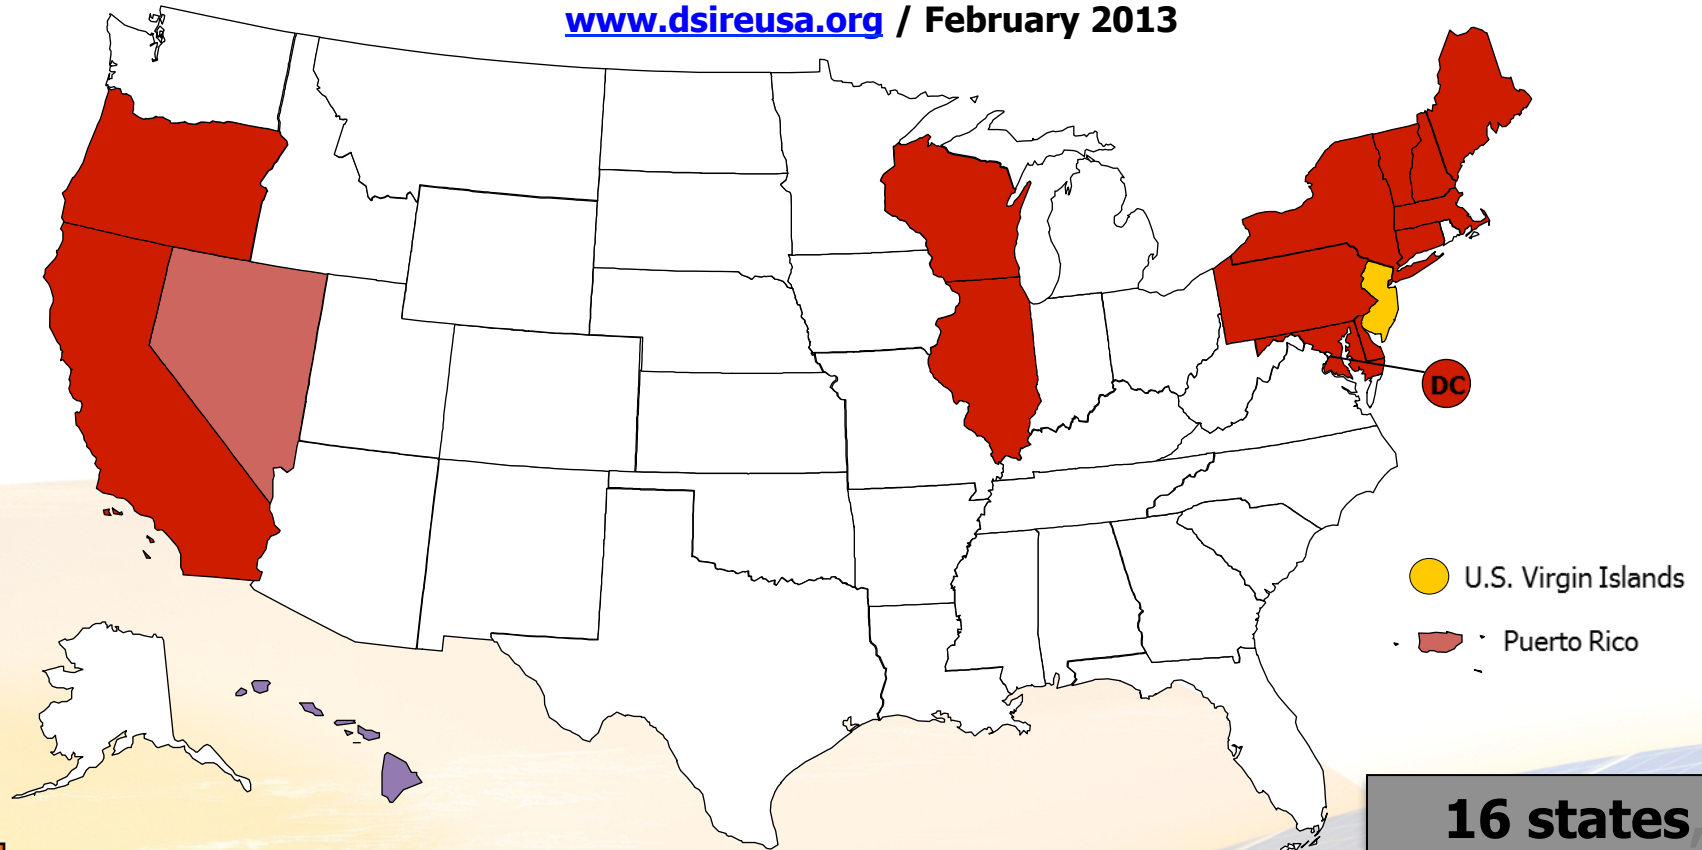 www.dsireusa.org / February 2013
DC
U.S. Virgin Islands
Puerto Rico
16 states